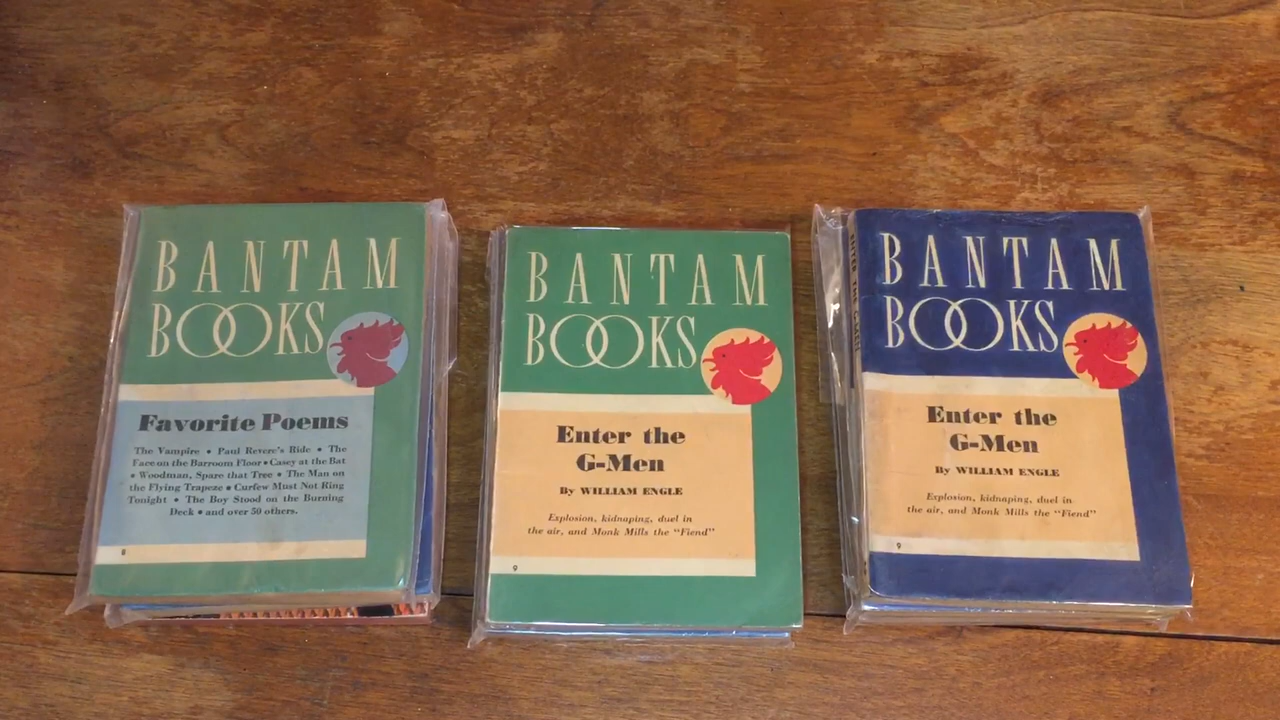 BANTAM
BOOKS
Favorite Poems
The Vampire • Paul Revere's Ride • The
Face on the Barroom Floor • Casey at the Bat
• Woodman, Spare that Tree • The Man on
the Flying Trapeze • Curfew Must Not Ring
Tonight • The Boy Stood on the Burning
Deck • and over 50 others.
8
BANTAM
BOOKS
Enter the
G-Men
By WILLIAM ENGLE
Explosion, kidnaping, duel in
the air, and Monk Mills the "Fiend"
9
ENTER THE G-MEN
BANTAM
BOOKS
Enter the
G-Men
By WILLIAM ENGLE
Explosion, kidnaping, duel in
the air, and Monk Mills the "Fiend"
9